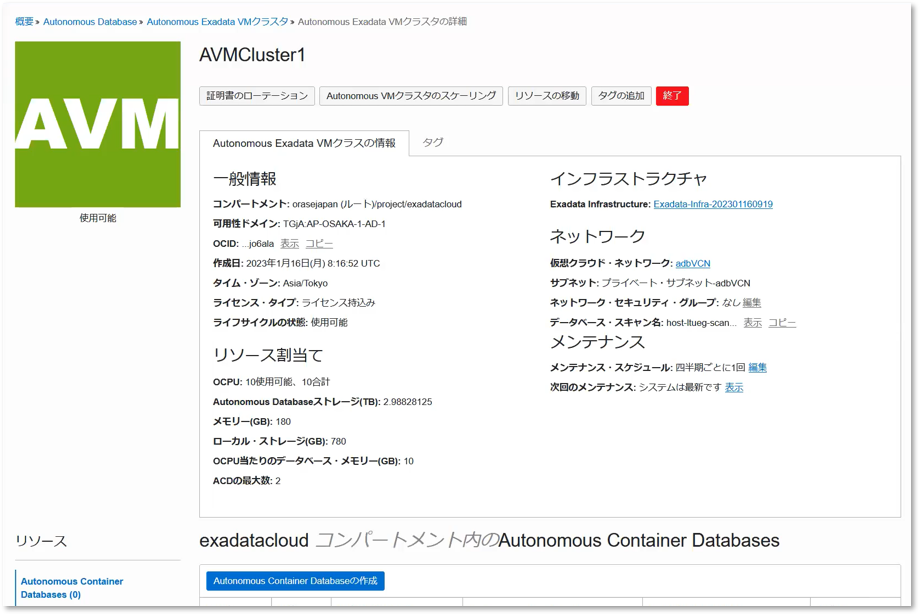 概要 » Autonomous Database » Autonomous Exadata VMクラスタ » Autonomous Exadata VMクラスタの詳細
AVM
使用可能
AVMCluster1
証明書のローテーション Autonomous VMクラスタのスケーリング リソースの移動 タグの追加 終了
Autonomous Exadata VMクラスの情報 タグ
一般情報
コンパートメント: orasejapan (ルート)/project/exadatacloud
可用性ドメイン: TGjA:AP-OSAKA-1-AD-1
OCID: ...jo6ala 表示 コピー
作成日: 2023年1月16日(月) 8:16:52 UTC
タイム・ゾーン: Asia/Tokyo
ライセンス・タイプ: ライセンス持込み
ライフサイクルの状態: 使用可能
リソース割当て
OCPU: 10使用可能、10合計
Autonomous Databaseストレージ(TB): 2.98828125
メモリー(GB): 180
ローカル・ストレージ(GB): 780
OCPU当たりのデータベース・メモリー(GB): 10
ACDの最大数: 2
インフラストラクチャ
Exadata Infrastructure: Exadata-Infra-202301160919
ネットワーク
仮想クラウド・ネットワーク: adbVCN
サブネット: プライベート・サブネット-adbVCN
ネットワーク・セキュリティ・グループ: なし 編集
データベース・スキャン名: host-ltueg-scan... 表示 コピー
メンテナンス
メンテナンス・スケジュール: 四半期ごとに1回 編集
次回のメンテナンス: システムは最新です 表示
リソース
Autonomous Container
Databases (0)
exadatacloud コンパートメント内のAutonomous Container Databases
Autonomous Container Databaseの作成